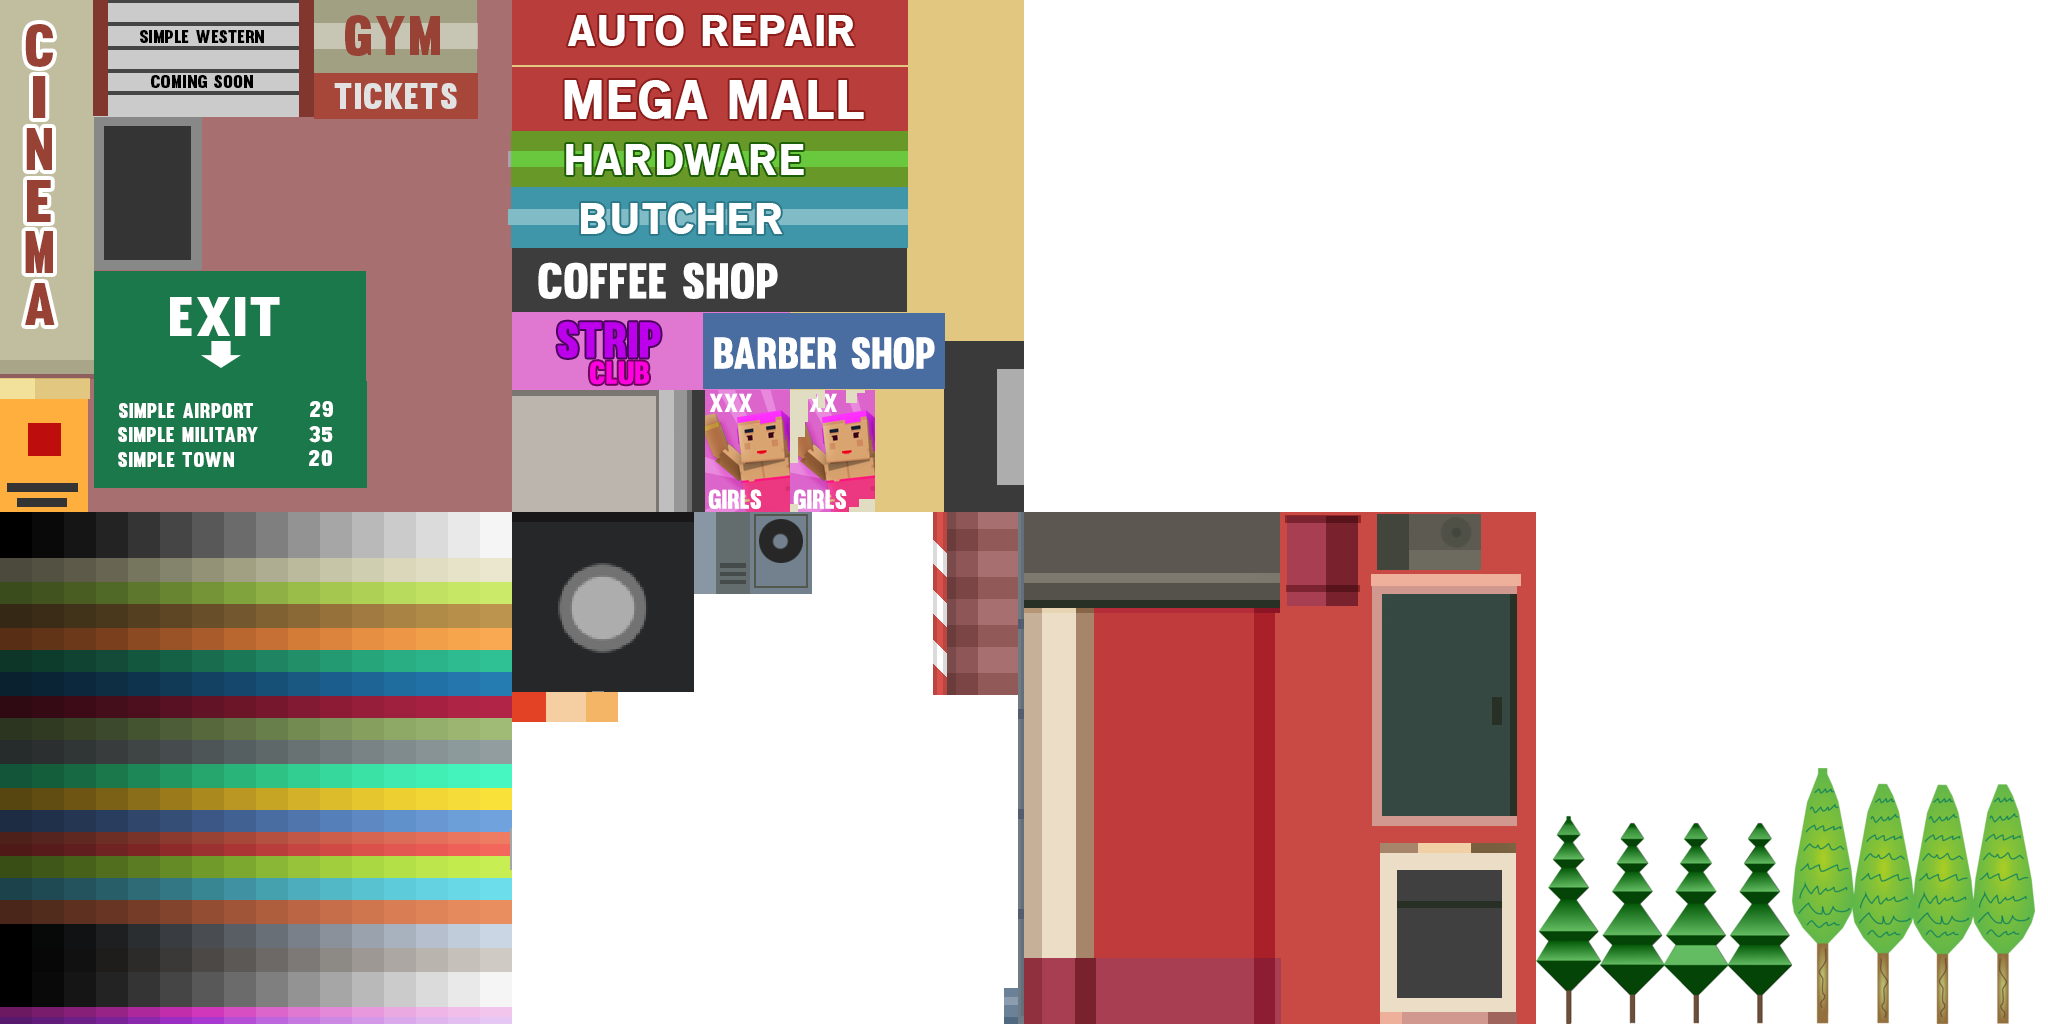 CINEMA
SIMPLE WESTERN
COMING SOON
GYM
TICKETS
EXIT
SIMPLE AIRPORT 29
SIMPLE MILITARY 35
SIMPLE TOWN 20
AUTO REPAIR
MEGA MALL
HARDWARE
BUTCHER
COFFEE SHOP
STRIP
CLUB
BARBER SHOP
XXX
GIRLS
XX
GIRLS